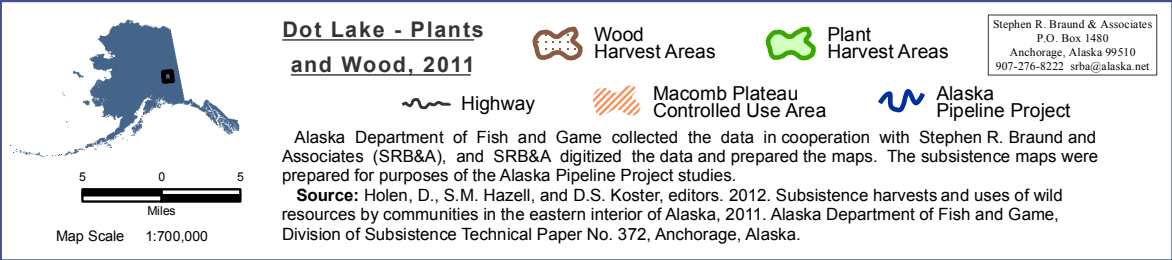 Dot Lake - Plants
and Wood, 2011
Wood
Harvest Areas
Plant
Harvest Areas
Stephen R. Braund & Associates
P.O. Box 1480
Anchorage, Alaska 99510
907-276-8222 srba@alaska.net
Highway
Macomb Plateau
Controlled Use Area
Alaska
Pipeline Project
Alaska Department of Fish and Game collected the data in cooperation with Stephen R. Braund and
Associates (SRB&A), and SRB&A digitized the data and prepared the maps. The subsistence maps were
prepared for purposes of the Alaska Pipeline Project studies.
Source: Holen, D., S.M. Hazell, and D.S. Koster, editors. 2012. Subsistence harvests and uses of wild
resources by communities in the eastern interior of Alaska, 2011. Alaska Department of Fish and Game,
Division of Subsistence Technical Paper No. 372, Anchorage, Alaska.
5 0 5
Miles
Map Scale 1:700,000